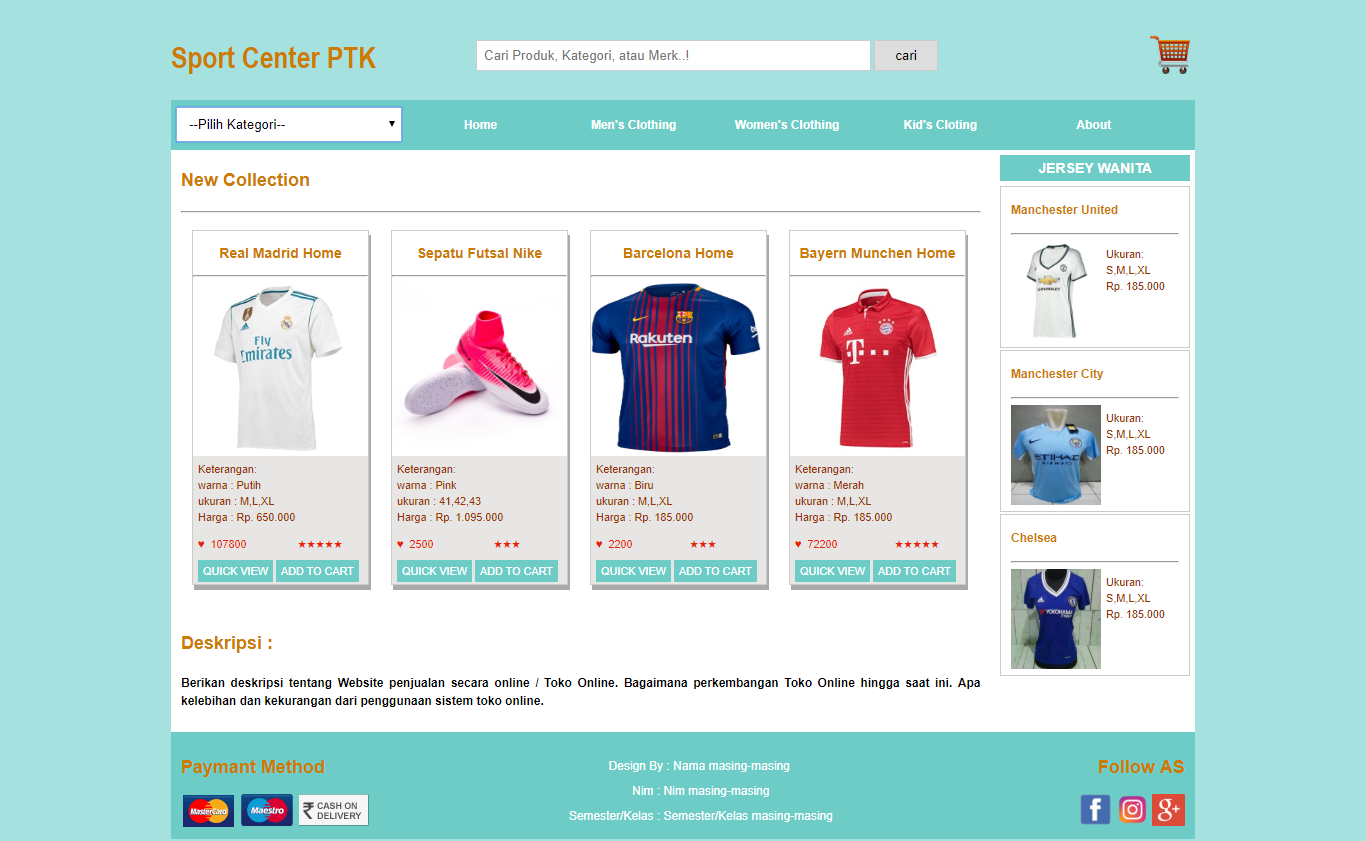 Sport Center PTK
Cari Produk, Kategori, atau Merk..!
cari
--Pilih Kategori--
Home
Men's Clothing
Women's Clothing
Kid's Cloting
About
New Collection
Real Madrid Home
Fly
Emirates
Keterangan:
warna : Putih
ukuran : M,L,XL
Harga : Rp. 650.000
♥ 107800 ★★★★★
QUICK VIEW ADD TO CART
Sepatu Futsal Nike
Keterangan:
warna : Pink
ukuran : 41,42,43
Harga : Rp. 1.095.000
♥ 2500 ★★★
QUICK VIEW ADD TO CART
Barcelona Home
Rakuten
Keterangan:
warna : Biru
ukuran : M,L,XL
Harga : Rp. 185.000
♥ 2200 ★★★
QUICK VIEW ADD TO CART
Bayern Munchen Home
T
Keterangan:
warna : Merah
ukuran : M,L,XL
Harga : Rp. 185.000
♥ 72200 ★★★★★
QUICK VIEW ADD TO CART
JERSEY WANITA
Manchester United
CHEVROLET
Ukuran:
S,M,L,XL
Rp. 185.000
Manchester City
ETIHAD
AIRWAYS
Ukuran:
S,M,L,XL
Rp. 185.000
Chelsea
YOKOHAMA
Ukuran:
S,M,L,XL
Rp. 185.000
Deskripsi :
Berikan deskripsi tentang Website penjualan secara online / Toko Online. Bagaimana perkembangan Toko Online hingga saat ini. Apa
kelebihan dan kekurangan dari penggunaan sistem toko online.
Paymant Method
MasterCard
Maestro
₹ CASH ON
DELIVERY
Design By : Nama masing-masing
Nim : Nim masing-masing
Semester/Kelas : Semester/Kelas masing-masing
Follow AS
f
g+